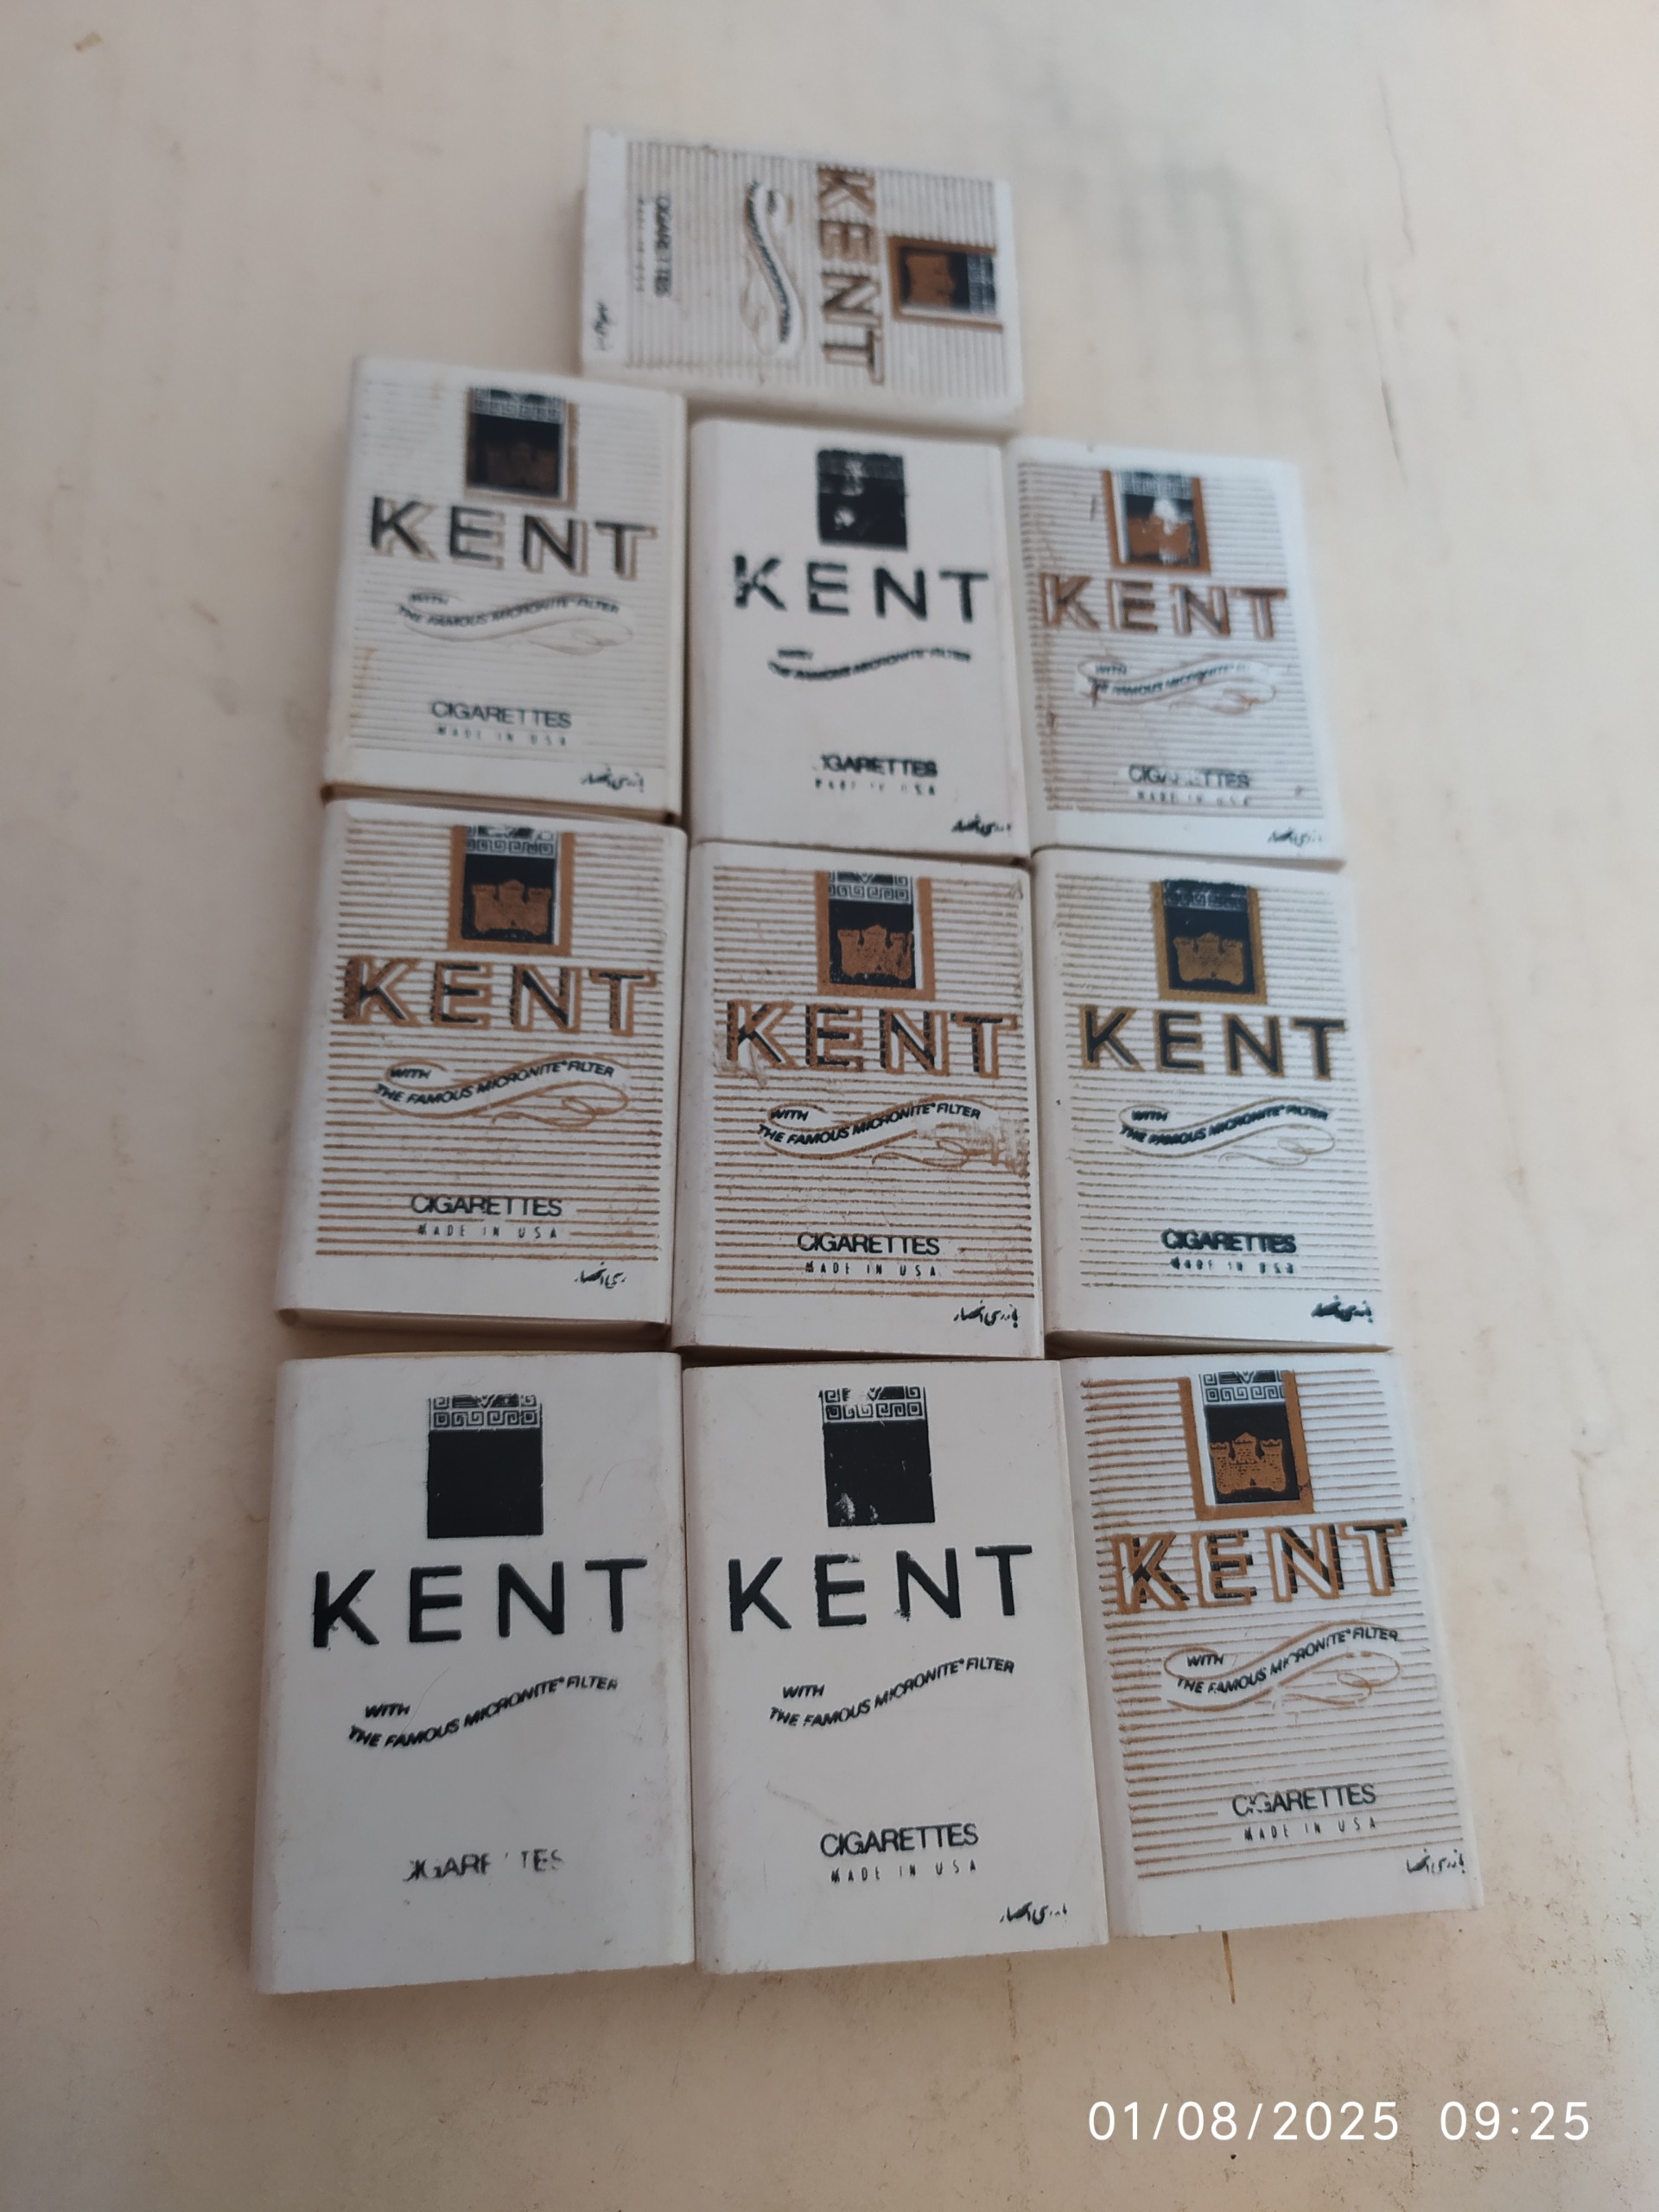 KENT
CIGARETTES
KENT
WITH
THE FAMOUS MICRONITE FILTER
CIGARETTES
MADE IN USA
KENT
WITH
THE FAMOUS MICRONITE FILTER
KENT
WITH
THE FAMOUS MICRONITE
MADE IN USA
KENT
WITH
THE FAMOUS MICRONITE® FILTER
CIGARETTES
MADE IN USA
KENT
WITH
THE FAMOUS MICRONITE® FILTER
CIGARETTES
MADE IN USA
KENT
WITH
THE FAMOUS MICRONITE® FILTER
CIGARETTES
MADE IN USA
KENT
WITH
THE FAMOUS MICRONITE® FILTER
KENT
WITH
THE FAMOUS MICRONITE® FILTER
CIGARETTES
MADE IN USA
KENT
WITH
THE FAMOUS MICRONITE® FILTER
CIGARETTES
MADE IN USA
01/08/2025 09:25